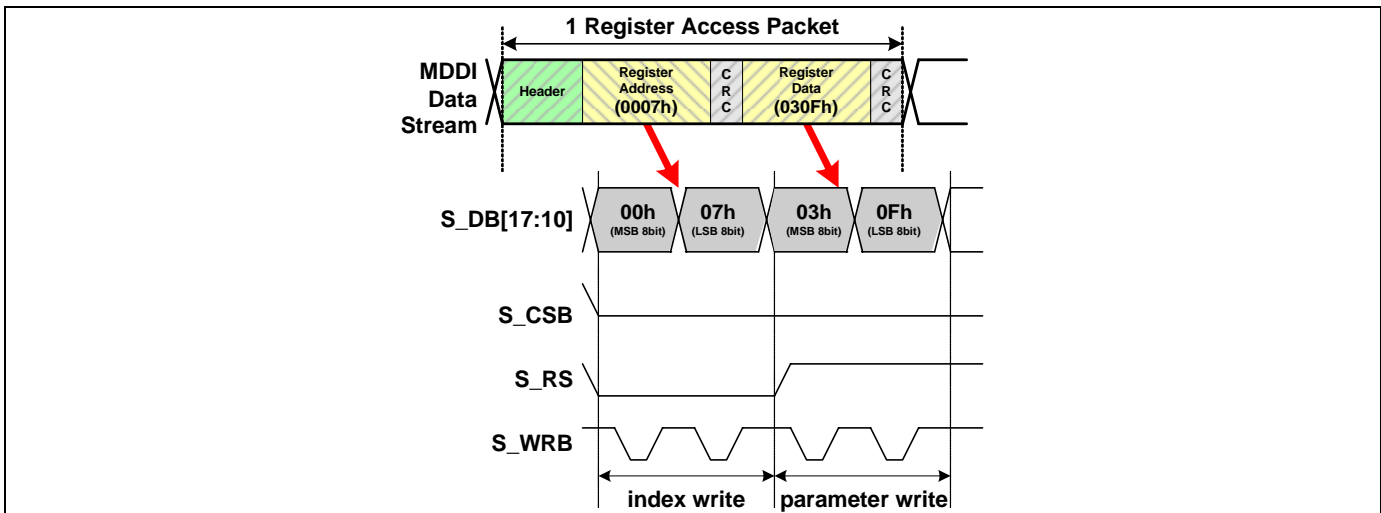 1 Register Access Packet
MDDI
Data
Stream
Header
Register
Address
(0007h)
C
R
C
Register
Data
(030Fh)
C
R
C
S_DB[17:10]
00h
(MSB 8bit)
07h
(LSB 8bit)
03h
(MSB 8bit)
0Fh
(LSB 8bit)
S_CSB
S_RS
S_WRB
index write
parameter write